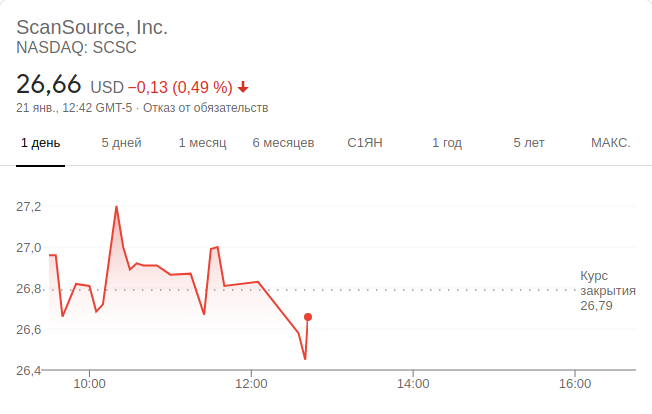 ScanSource, Inc.
NASDAQ: SCSC
26,66 USD −0,13 (0,49 %)
21 янв., 12:42 GMT-5 · Отказ от обязательств
1 день 5 дней 1 месяц 6 месяцев С1ЯН 1 год 5 лет МАКС.
27,2
27,0
26,8
26,6
26,4
Курс
закрытия
26,79
10:00 12:00 14:00 16:00